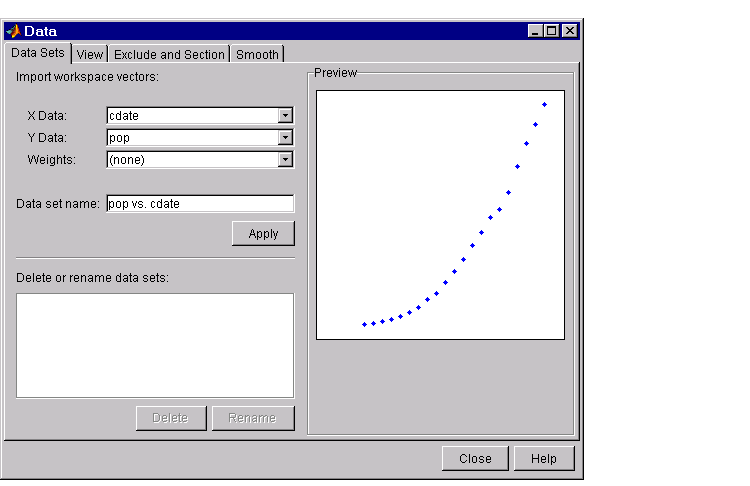 Data
Data Sets View Exclude and Section Smooth
Import workspace vectors:
X Data: cdate
Y Data: pop
Weights: (none)
Data set name: pop vs. cdate
Apply
Delete or rename data sets:
Delete Rename
Preview
Close Help